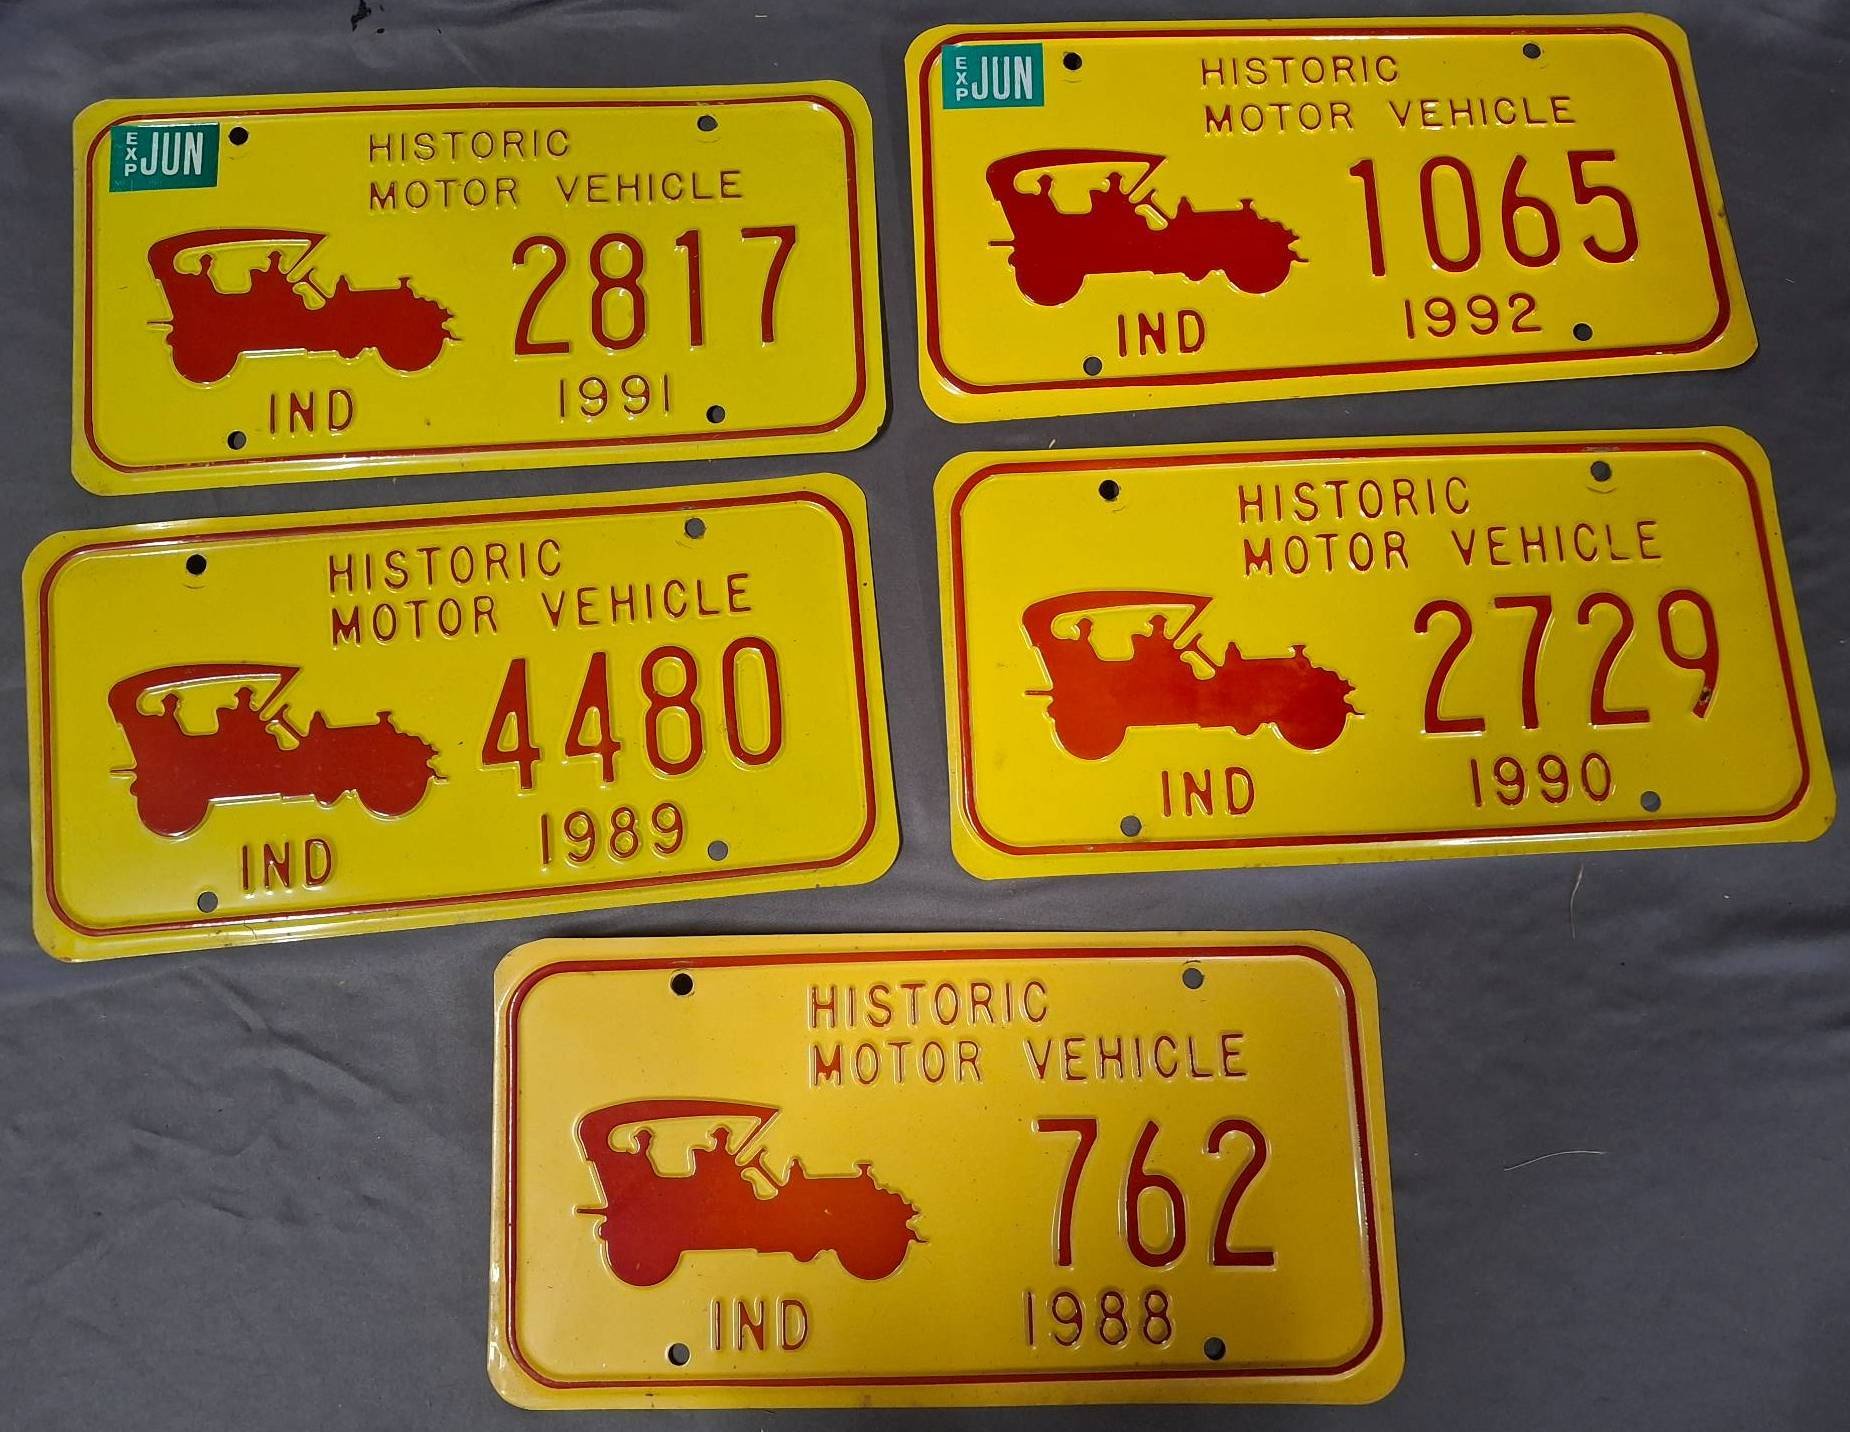 EXP JUN
HISTORIC
MOTOR VEHICLE
2817
IND
1991
EXP JUN
HISTORIC
MOTOR VEHICLE
1065
IND
1992
HISTORIC
MOTOR VEHICLE
4480
IND
1989
HISTORIC
MOTOR VEHICLE
2729
IND
1990
HISTORIC
MOTOR VEHICLE
762
IND
1988